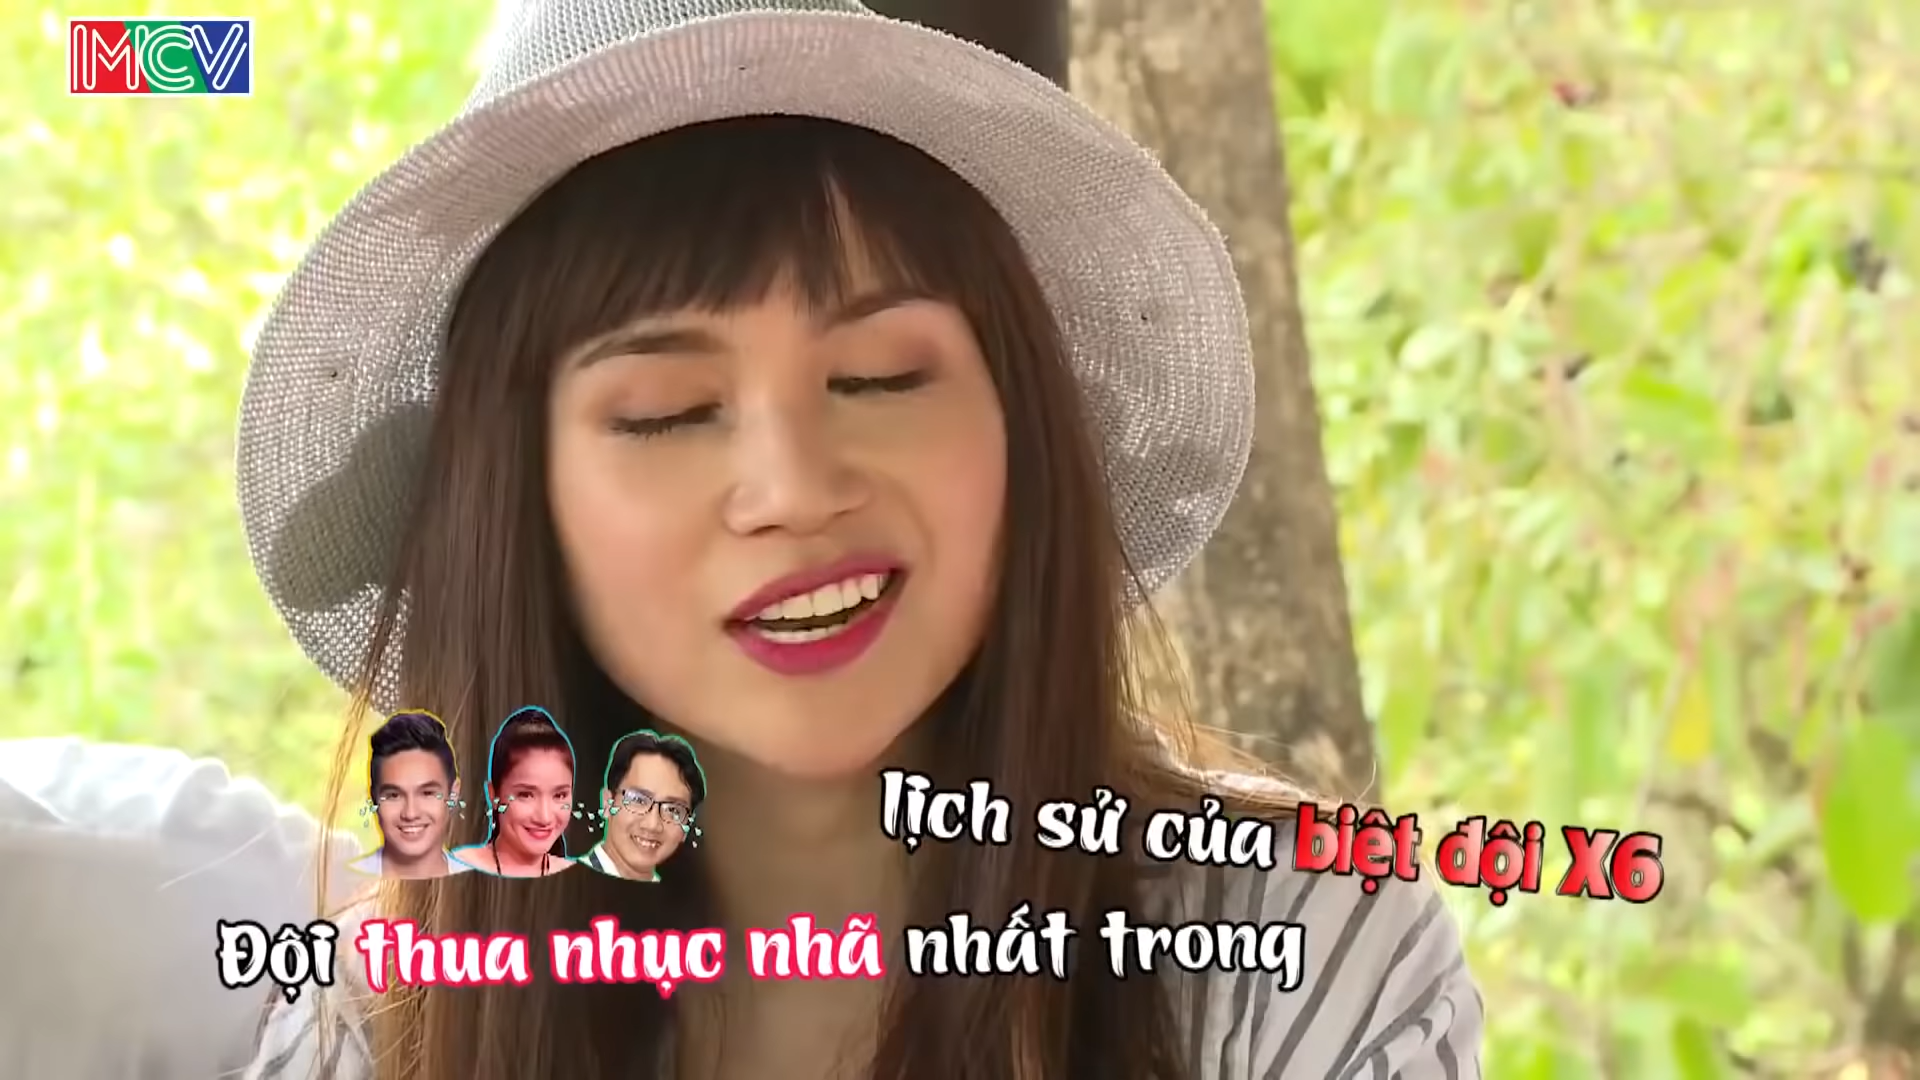 MCV
Đội thua nhục nhã nhất trong
lịch sử của biệt đội X6